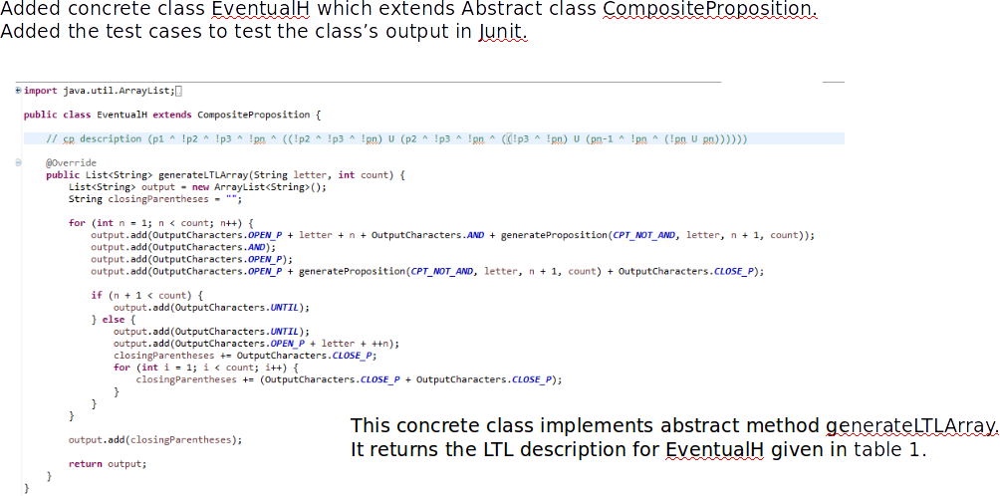 Added concrete class EventualH which extends Abstract class CompositeProposition.
Added the test cases to test the class’s output in Junit.
import java.util.ArrayList;
public class EventualH extends CompositeProposition {
// cp description (p1 ^ !p2 ^ !p3 ^ !pn ^ ((!p2 ^ !p3 ^ !pn) U (p2 ^ !p3 ^ !pn ^ ((!p3 ^ !pn) U (pn-1 ^ !pn ^ (!pn U pn))))))
@Override
public List<String> generateLTLArray(String letter, int count) {
List<String> output = new ArrayList<String>();
String closingParentheses = "";
for (int n = 1; n < count; n++) {
output.add(OutputCharacters.OPEN_P + letter + n + OutputCharacters.AND + generateProposition(CPT_NOT_AND, letter, n + 1, count));
output.add(OutputCharacters.AND);
output.add(OutputCharacters.OPEN_P);
output.add(OutputCharacters.OPEN_P + generateProposition(CPT_NOT_AND, letter, n + 1, count) + OutputCharacters.CLOSE_P);
if (n + 1 < count) {
output.add(OutputCharacters.UNTIL);
} else {
output.add(OutputCharacters.UNTIL);
output.add(OutputCharacters.OPEN_P + letter + ++n);
closingParentheses += OutputCharacters.CLOSE_P;
for (int i = 1; i < count; i++) {
closingParentheses += (OutputCharacters.CLOSE_P + OutputCharacters.CLOSE_P);
}
}
}
output.add(closingParentheses);
return output;
}
}
This concrete class implements abstract method generateLTLArray.
It returns the LTL description for EventualH given in table 1.